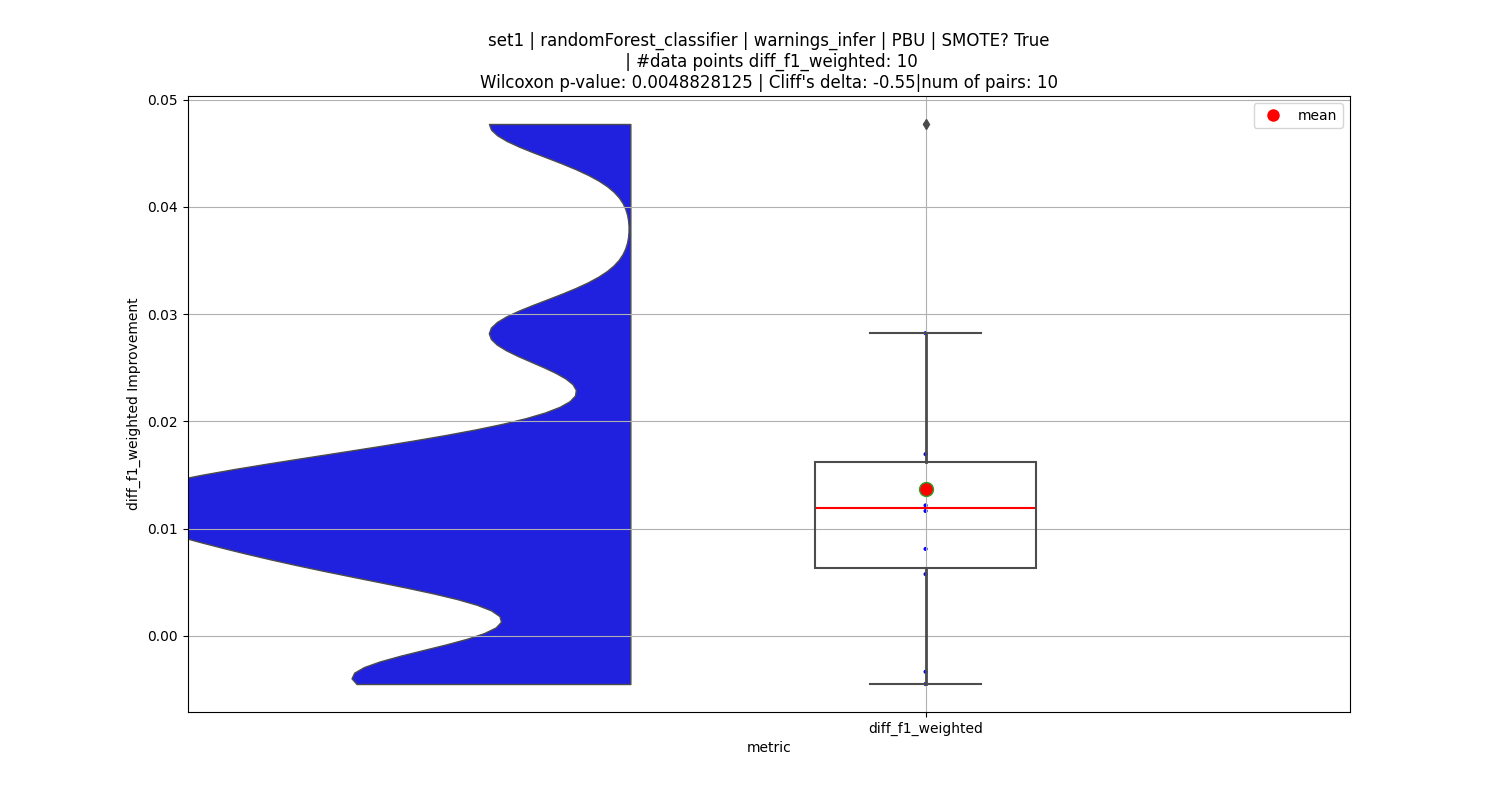 set1 | randomForest_classifier | warnings_infer | PBU | SMOTE? True
| #data points diff_f1_weighted: 10
Wilcoxon p-value: 0.0048828125 | Cliff's delta: -0.55|num of pairs: 10
mean
0.05
0.04
0.03
0.02
0.01
0.00
diff_f1_weighted Improvement
diff_f1_weighted
metric